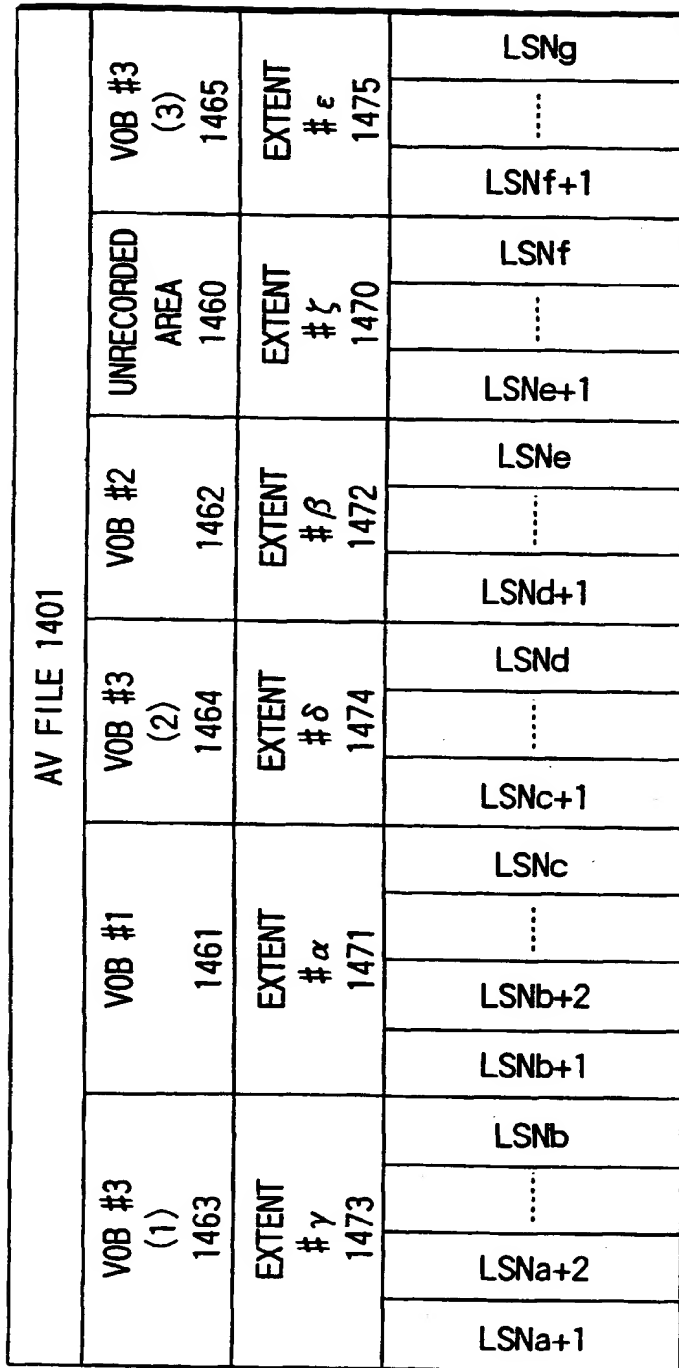 AV FILE 1401
VOB #3
(1)
1463
VOB #1
1461
VOB #3
(2)
1464
VOB #2
1462
UNRECORDED
AREA
1460
VOB #3
(3)
1465
EXTENT
#γ
1473
EXTENT
#α
1471
EXTENT
#δ
1474
EXTENT
#β
1472
EXTENT
#ζ
1470
EXTENT
#ε
1475
LSNa+1
LSNa+2
LSNb
LSNb+1
LSNb+2
LSNc
LSNc+1
LSNd
LSNd+1
LSNe
LSNe+1
LSNf
LSNf+1
LSNg